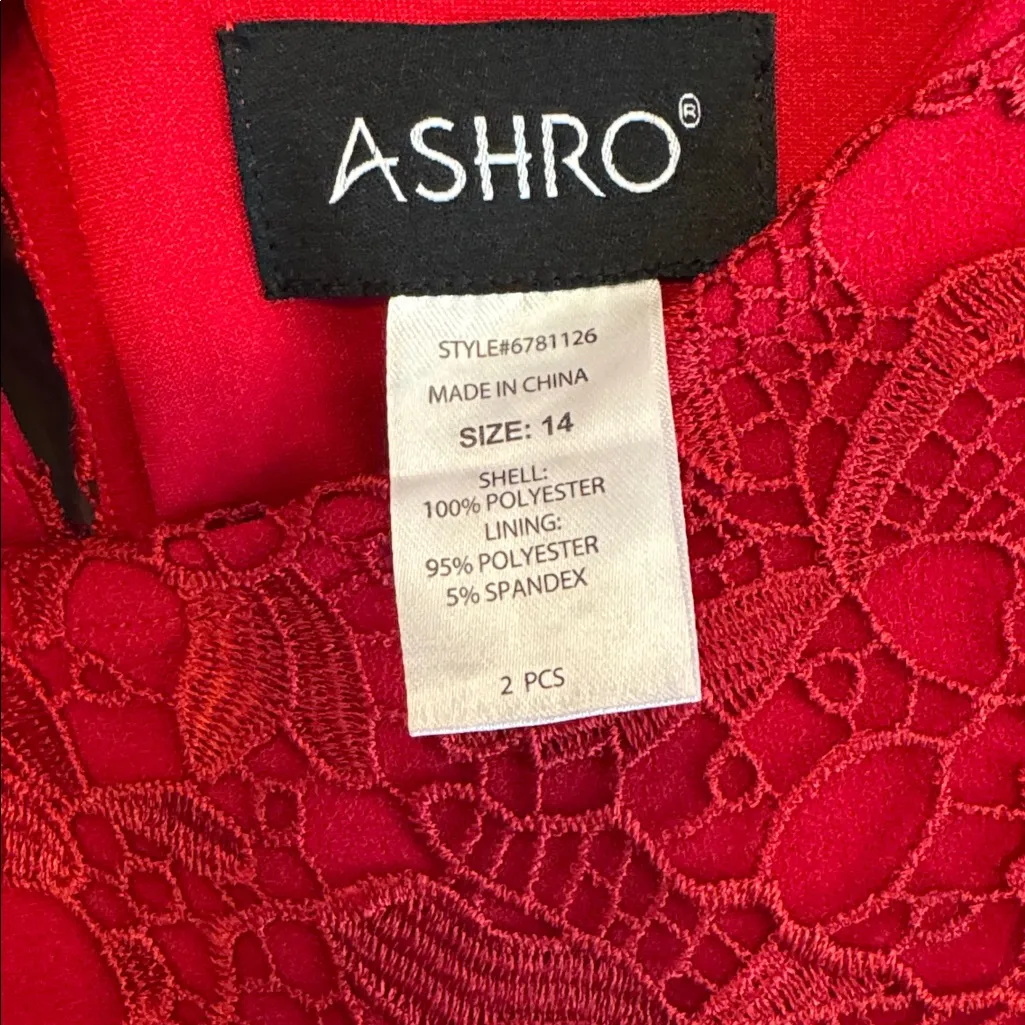 ASHRO®
STYLE#6781126
MADE IN CHINA
SIZE: 14
SHELL:
100% POLYESTER
LINING:
95% POLYESTER
5% SPANDEX
2 PCS